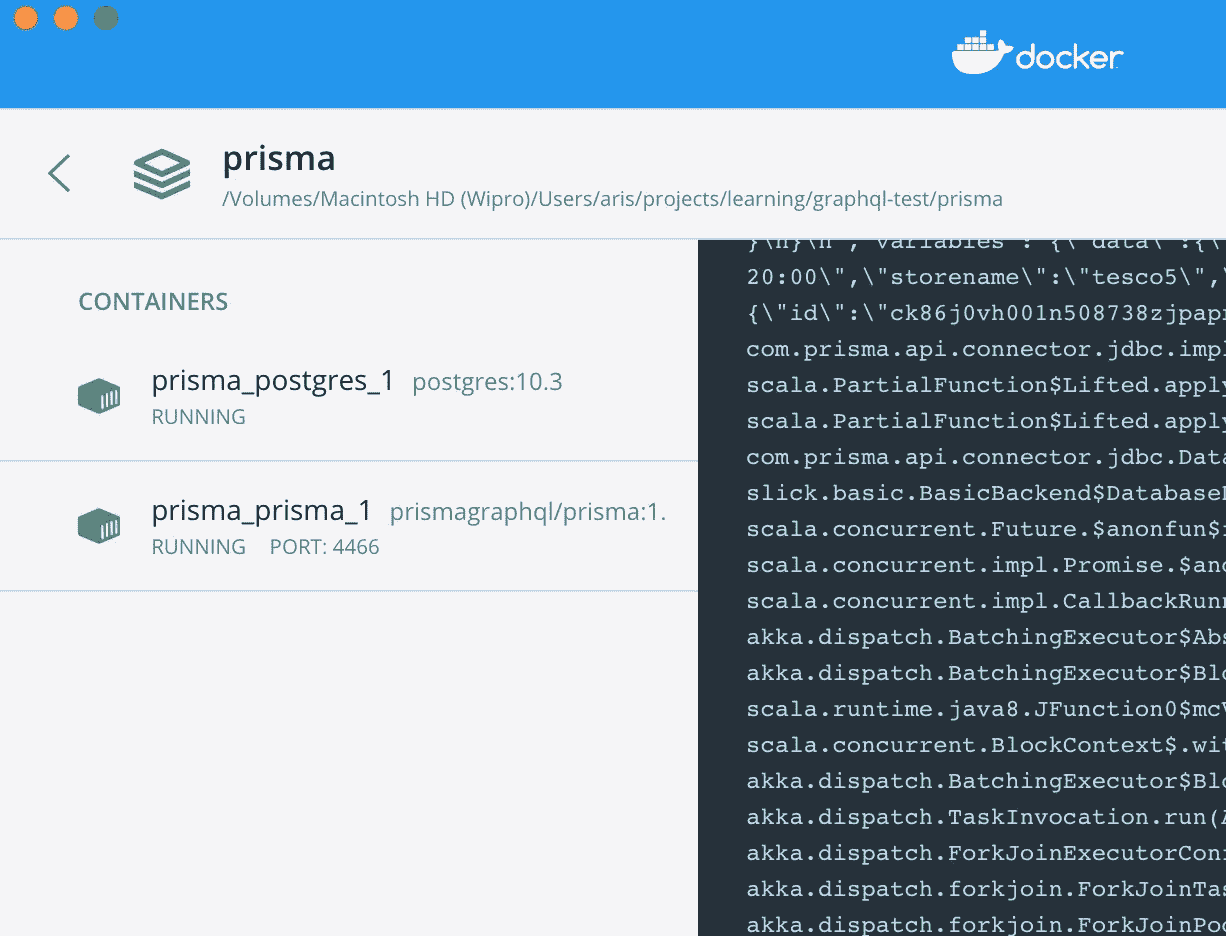 docker
prisma
/Volumes/Macintosh HD (Wipro)/Users/aris/projects/learning/graphql-test/prisma
CONTAINERS
prisma_postgres_1 postgres:10.3
RUNNING
prisma_prisma_1 prismagraphql/prisma:1.
RUNNING PORT: 4466
}\n}\n","variables":{\"data\":{\
20:00\",\"storename\":\"tesco5\",\
{\"id\":\"ck86j0vh001n508738zjpap
com.prisma.api.connector.jdbc.impl
scala.PartialFunction$Lifted.apply
scala.PartialFunction$Lifted.apply
com.prisma.api.connector.jdbc.Data
slick.basic.BasicBackend$Database
scala.concurrent.Future.$anonfun$
scala.concurrent.impl.Promise.$ano
scala.concurrent.impl.CallbackRunn
akka.dispatch.BatchingExecutor$Abs
akka.dispatch.BatchingExecutor$Blo
scala.runtime.java8.JFunction0$mcV
scala.concurrent.BlockContext$.wit
akka.dispatch.BatchingExecutor$Blo
akka.dispatch.TaskInvocation.run(A
akka.dispatch.ForkJoinExecutorCon
akka.dispatch.forkjoin.ForkJoinTas
akka.dispatch.forkjoin.ForkJoinPoo